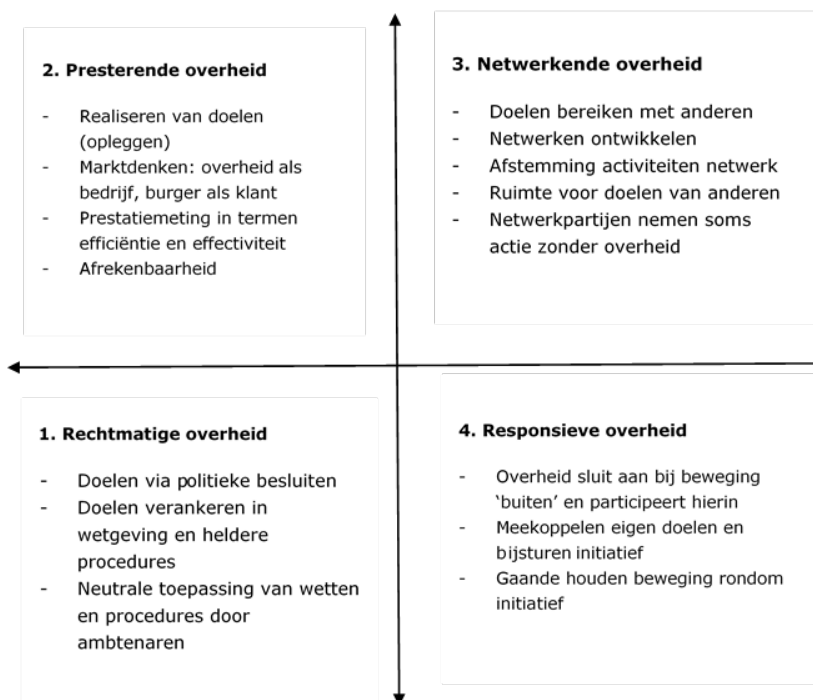 2. Presterende overheid
- Realiseren van doelen
(opleggen)
- Marktdenken: overheid als
bedrijf, burger als klant
- Prestatiemeting in termen
efficiëntie en effectiviteit
- Afrekenbaarheid
3. Netwerkende overheid
- Doelen bereiken met anderen
- Netwerken ontwikkelen
- Afstemming activiteiten netwerk
- Ruimte voor doelen van anderen
- Netwerkpartijen nemen soms
actie zonder overheid
1. Rechtmatige overheid
- Doelen via politieke besluiten
- Doelen verankeren in
wetgeving en heldere
procedures
- Neutrale toepassing van wetten
en procedures door
ambtenaren
4. Responsieve overheid
- Overheid sluit aan bij beweging
‘buiten’ en participeert hierin
- Meekoppelen eigen doelen en
bijsturen initiatief
- Gaande houden beweging rondom
initiatief